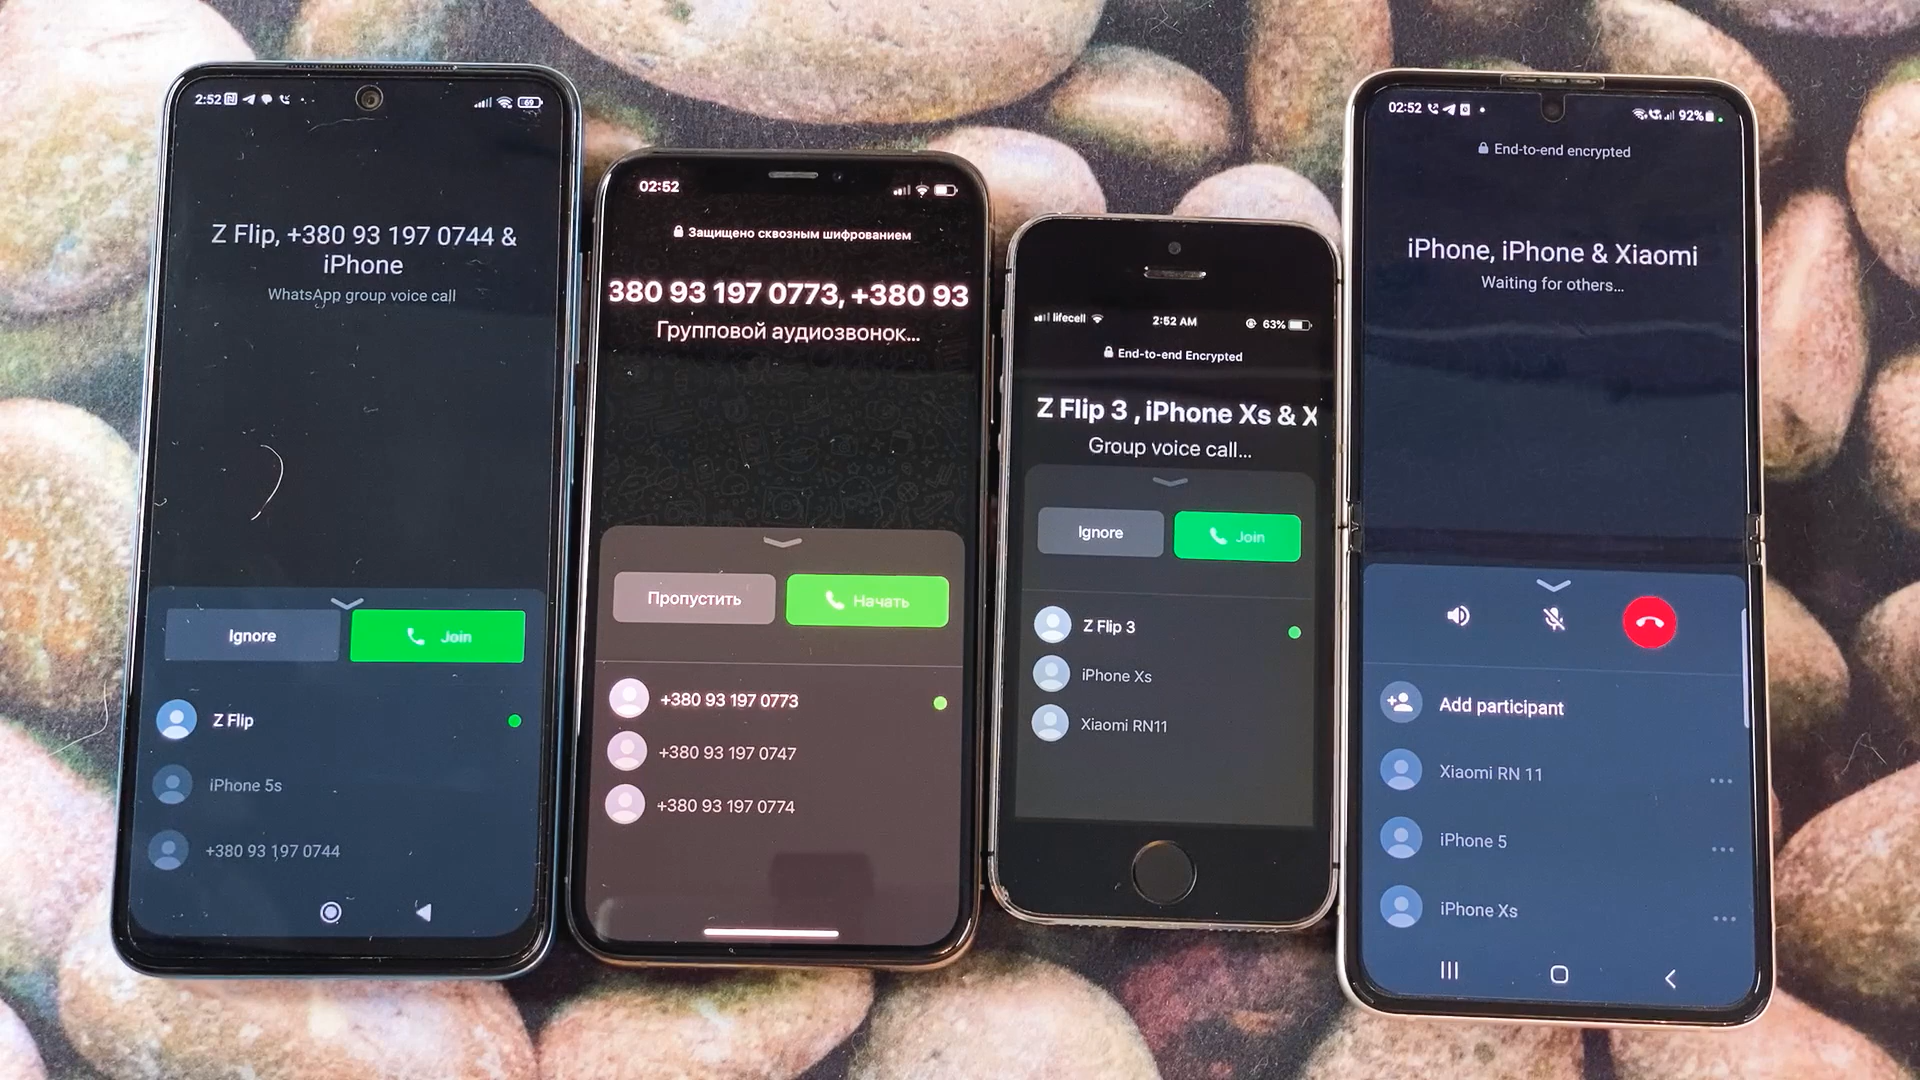 2:52
69
Z Flip, +380 93 197 0744 &
iPhone
WhatsApp group voice call
Ignore
Join
Z Flip
iPhone 5s
+380 93 197 0744
02:52
Защищено сквозным шифрованием
380 93 197 0773, +380 93
Групповой аудиозвонок...
Пропустить
Начать
+380 93 197 0773
+380 93 197 0747
+380 93 197 0774
lifecell
2:52 AM
63%
End-to-end Encrypted
Z Flip 3 , iPhone Xs & X
Group voice call...
Ignore
Join
Z Flip 3
iPhone Xs
Xiaomi RN11
02:52
92%
End-to-end encrypted
iPhone, iPhone & Xiaomi
Waiting for others...
Add participant
Xiaomi RN 11
iPhone 5
iPhone Xs